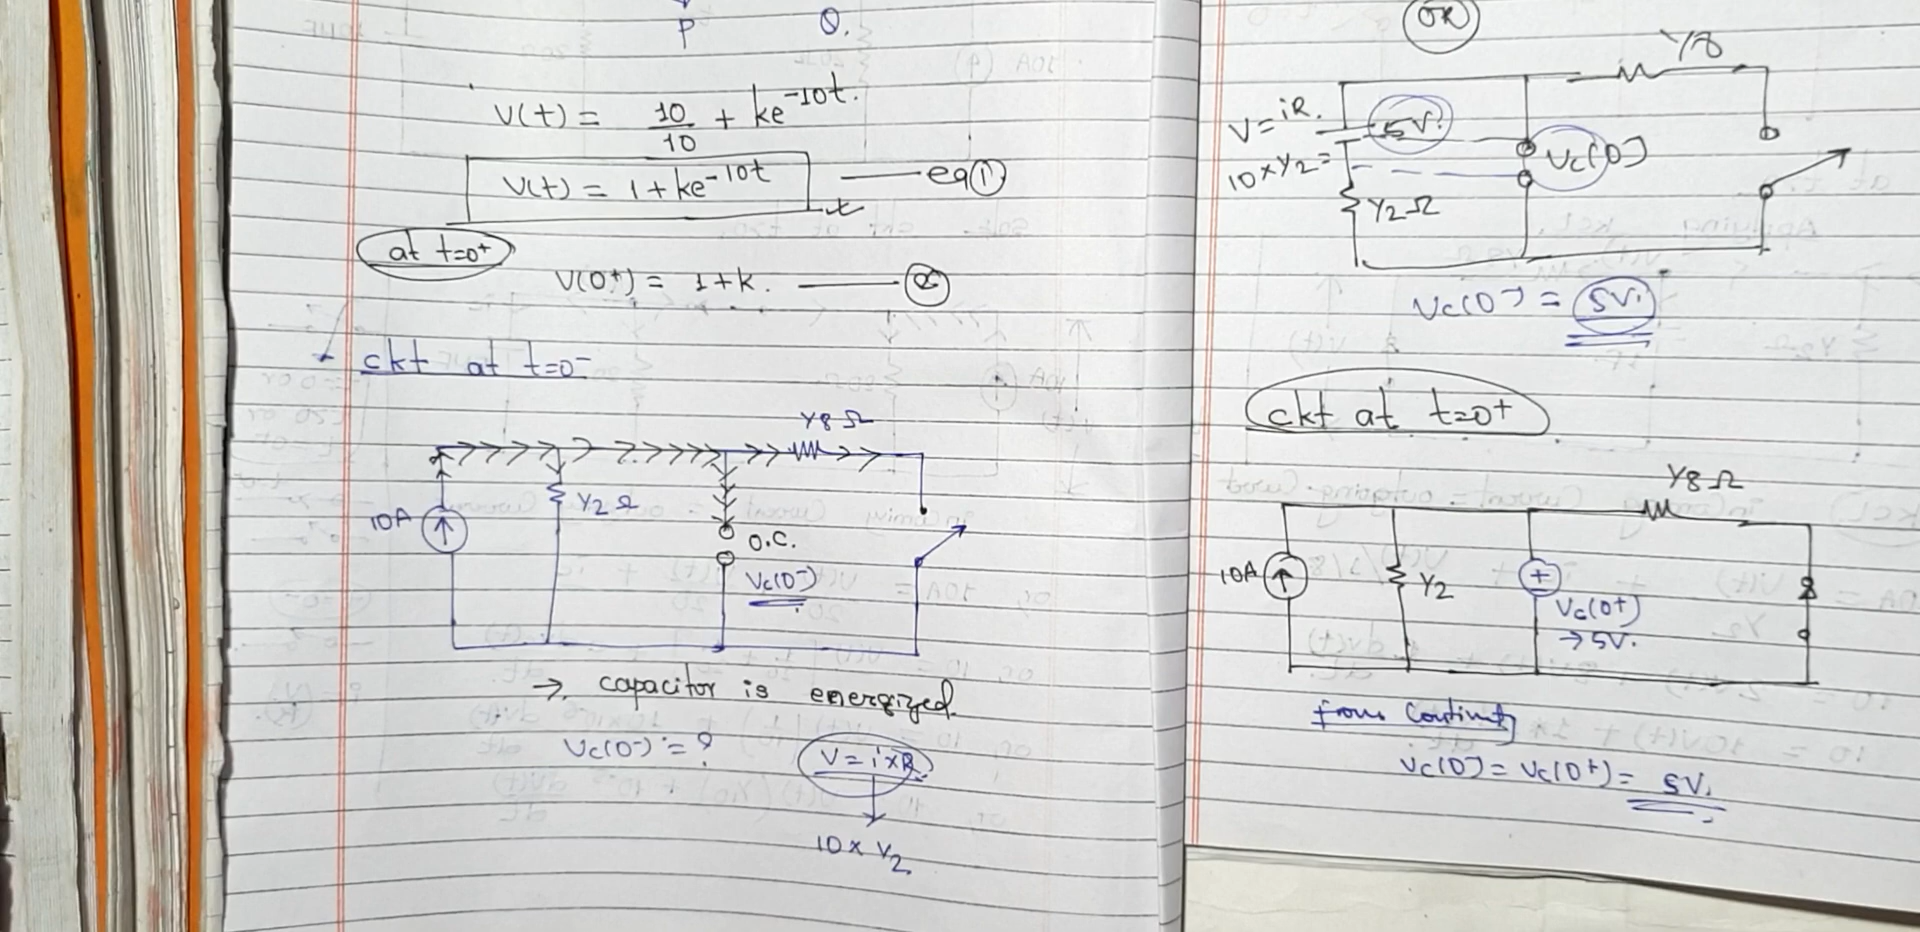 P Q.
V(t) = 10/10 + ke^-10t.
V(t) = 1 + ke^-10t — eq ①
at t=0+
V(0+) = 1+k. — ②
ckt at t=0-
1/8 Ω
10A
1/2 Ω
O.C.
Vc(0-)
→ capacitor is energized.
Vc(0-) = ?
V = i×R
10 × 1/2
OR
1/8
V = iR.
5V.
10×1/2 =
Vc(0-)
1/2 Ω
Vc(0-) = 5V.
ckt at t=0+
1/8 Ω
10A
1/2
+
Vc(0+)
→ 5V.
from Continuity
Vc(0-) = Vc(0+) = 5V.